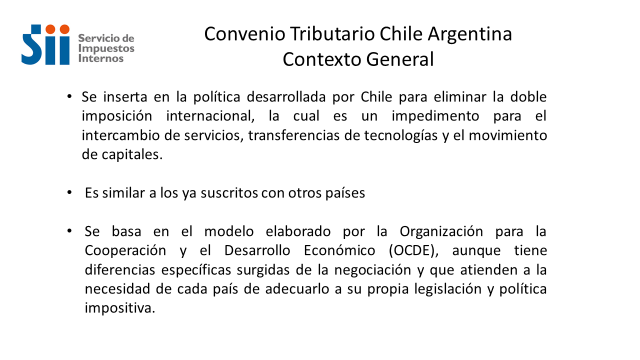 sii Servicio de
Impuestos
Internos
Convenio Tributario Chile Argentina
Contexto General
• Se inserta en la política desarrollada por Chile para eliminar la doble
imposición internacional, la cual es un impedimento para el
intercambio de servicios, transferencias de tecnologías y el movimiento
de capitales.
• Es similar a los ya suscritos con otros países
• Se basa en el modelo elaborado por la Organización para la
Cooperación y el Desarrollo Económico (OCDE), aunque tiene
diferencias específicas surgidas de la negociación y que atienden a la
necesidad de cada país de adecuarlo a su propia legislación y política
impositiva.